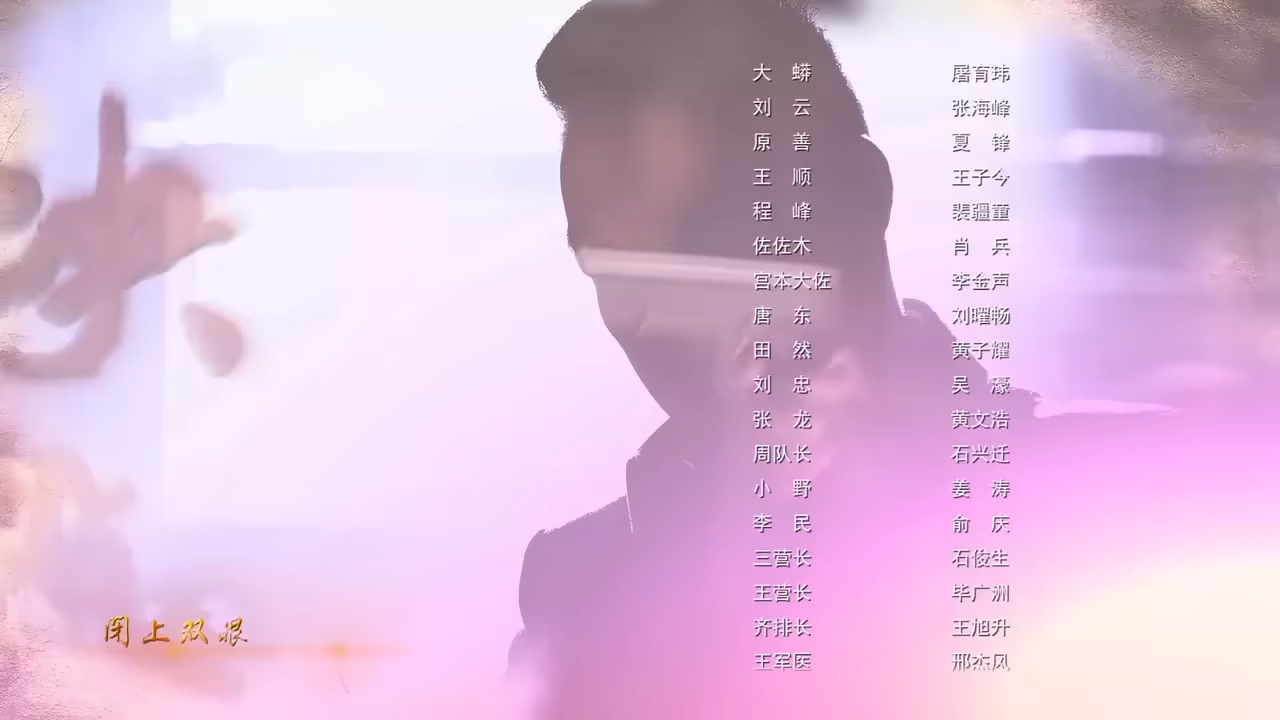 大 蟒 屠育玮
刘 云 张海峰
原 善 夏 锋
王 顺 王子今
程 峰 裴疆童
佐佐木 肖 兵
宫本大佐 李金声
唐 东 刘曜畅
田 然 黄子耀
刘 忠 吴 濠
张 龙 黄文浩
周队长 石兴迁
小 野 姜 涛
李 民 俞 庆
三营长 石俊生
王营长 毕广洲
齐排长 王旭升
王军医 邢杰风
闭上双眼